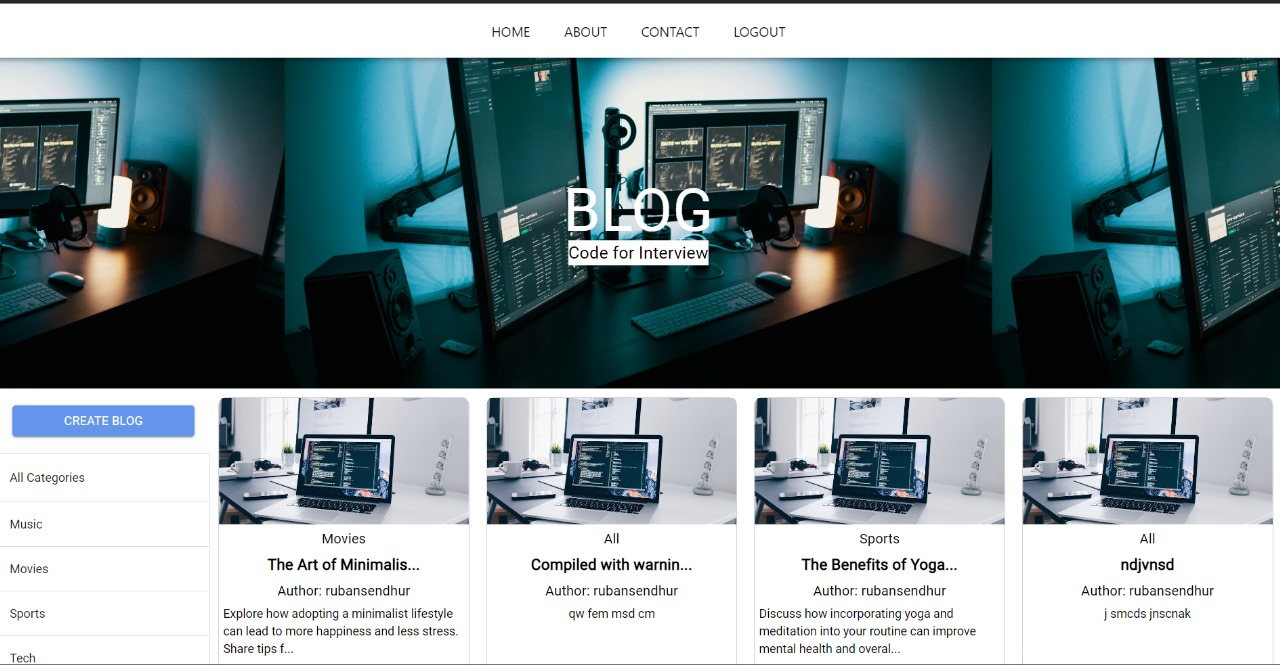 HOME ABOUT CONTACT LOGOUT
BLOG
Code for Interview
CREATE BLOG
All Categories
Music
Movies
Sports
Tech
Movies
The Art of Minimalis...
Author: rubansendhur
Explore how adopting a minimalist lifestyle
can lead to more happiness and less stress.
Share tips f...
All
Compiled with warnin...
Author: rubansendhur
qw fem msd cm
Sports
The Benefits of Yoga...
Author: rubansendhur
Discuss how incorporating yoga and
meditation into your routine can improve
mental health and overal...
All
ndjvnsd
Author: rubansendhur
j smcds jnscnak